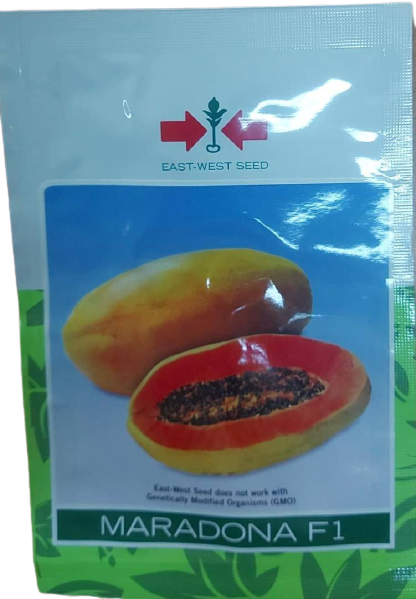 EAST-WEST SEED
East-West Seed does not work with
Genetically Modified Organisms (GMO)
MARADONA F1